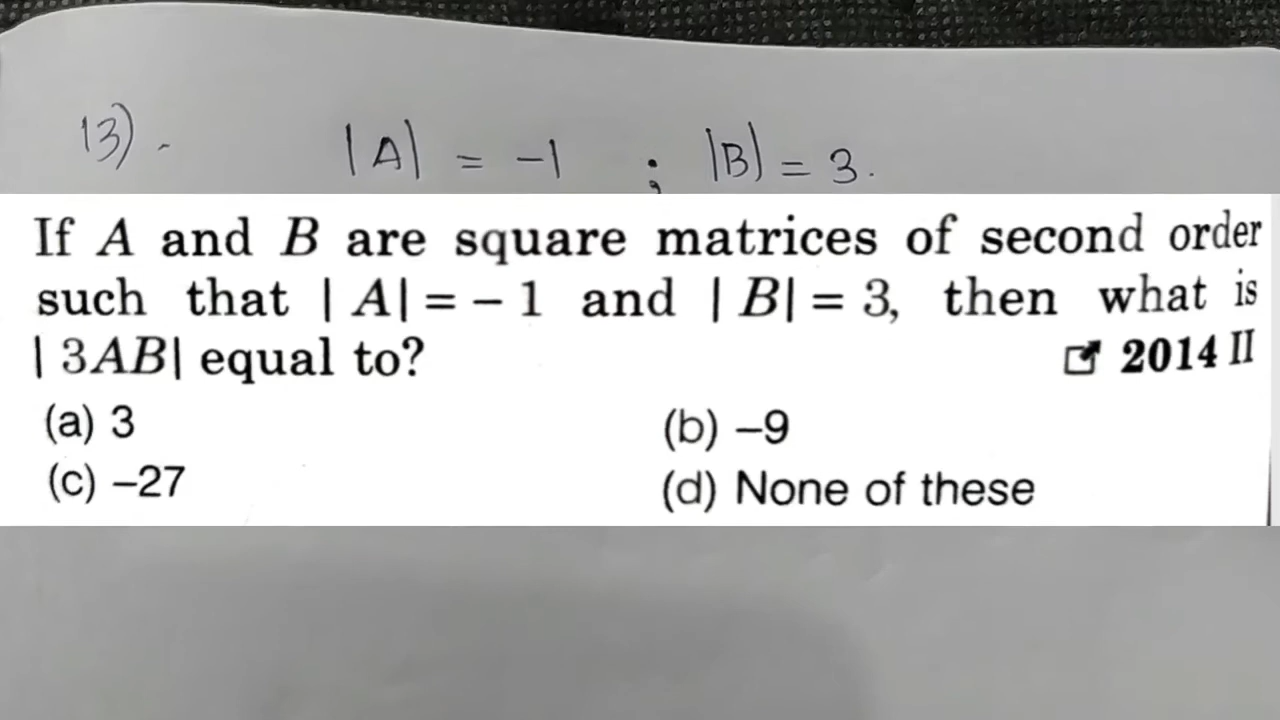 13).
|A| = -1 ; |B| = 3.
If A and B are square matrices of second order
such that | A| = – 1 and | B| = 3, then what is
| 3AB| equal to?
2014 II
(a) 3
(b) –9
(c) –27
(d) None of these